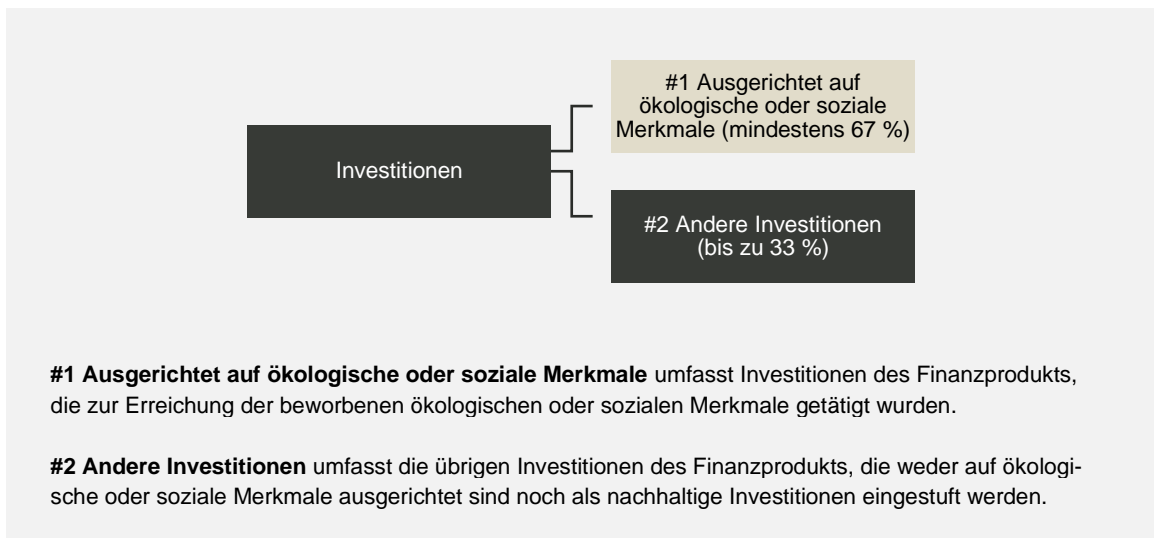 #1 Ausgerichtet auf
ökologische oder soziale
Merkmale (mindestens 67 %)
Investitionen
#2 Andere Investitionen
(bis zu 33 %)
#1 Ausgerichtet auf ökologische oder soziale Merkmale umfasst Investitionen des Finanzprodukts,
die zur Erreichung der beworbenen ökologischen oder sozialen Merkmale getätigt wurden.
#2 Andere Investitionen umfasst die übrigen Investitionen des Finanzprodukts, die weder auf ökologi-
sche oder soziale Merkmale ausgerichtet sind noch als nachhaltige Investitionen eingestuft werden.